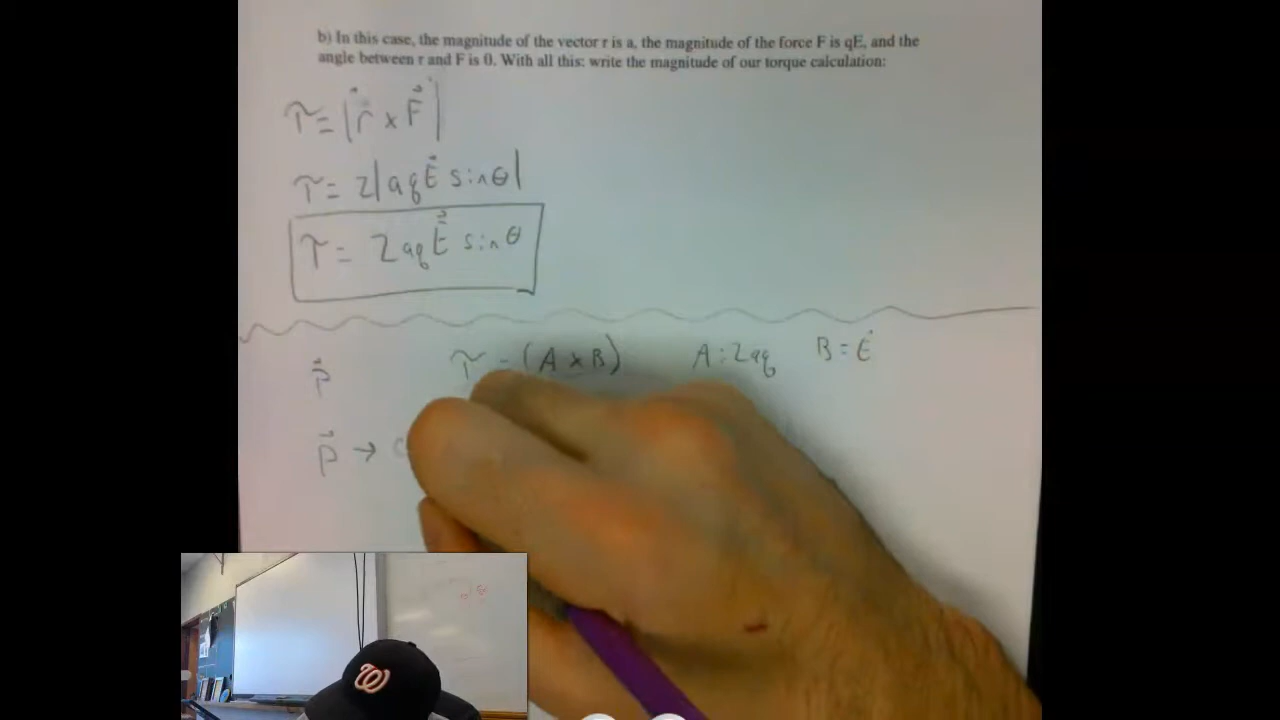 b) In this case, the magnitude of the vector r is a, the magnitude of the force F is qE, and the
angle between r and F is θ. With all this: write the magnitude of our torque calculation:
τ = |r⃗ × F⃗|
τ = 2|aqE⃗ sinθ|
τ = 2aqE⃗ sinθ
p⃗ τ = (A × B) A: 2aq B = E⃗
p⃗ →
W